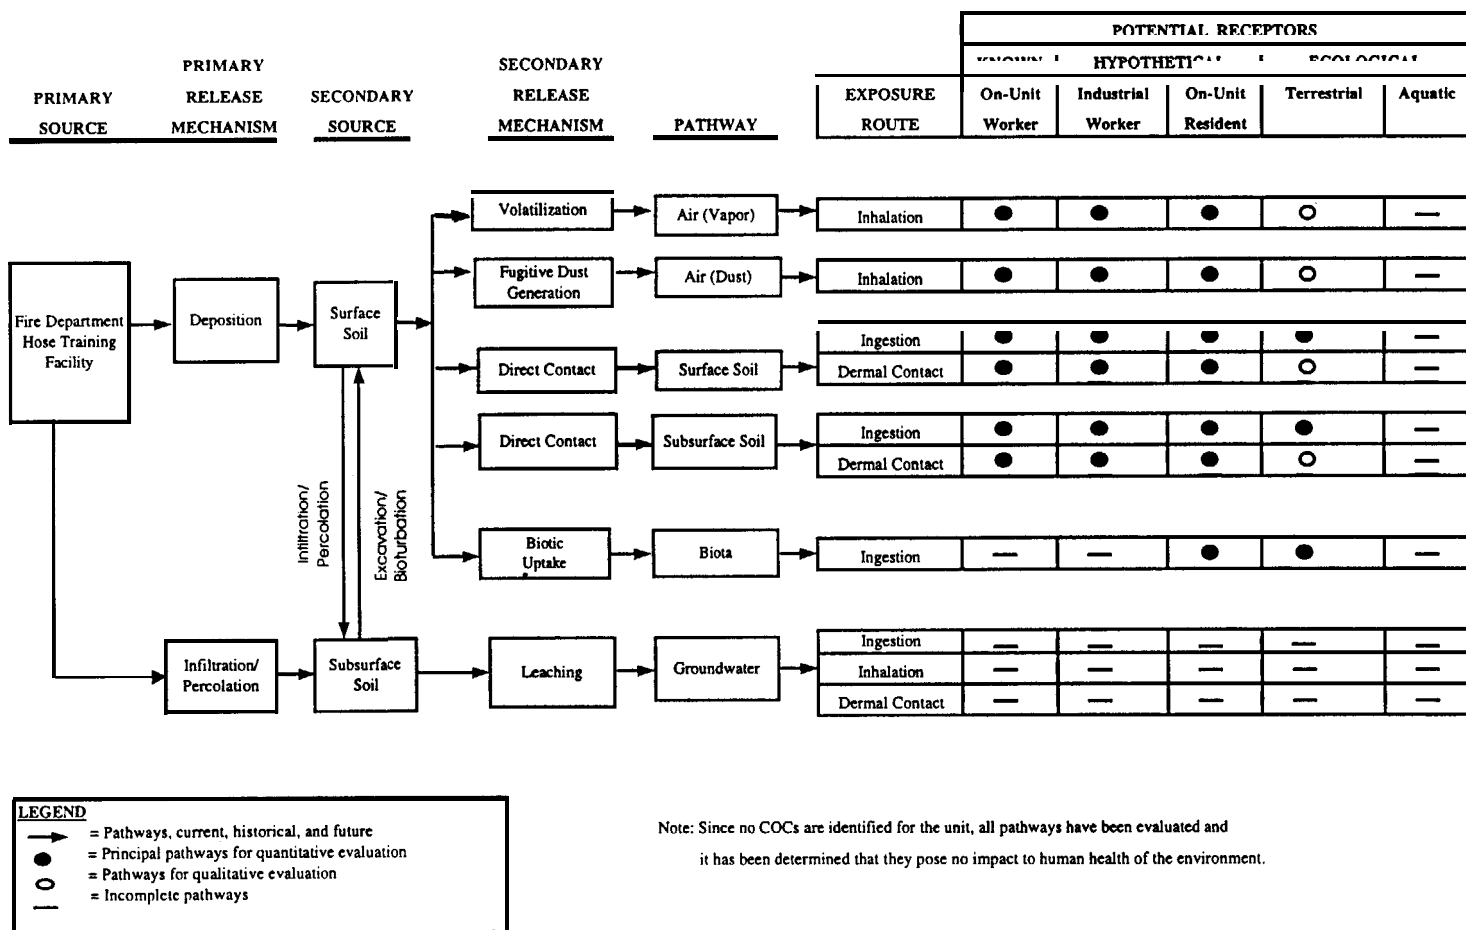 POTENTIAL RECEPTORS
HYPOTHETICAL
PRIMARY SOURCE
PRIMARY RELEASE MECHANISM
SECONDARY SOURCE
SECONDARY RELEASE MECHANISM
PATHWAY
EXPOSURE ROUTE
On-Unit Worker
Industrial Worker
On-Unit Resident
Terrestrial
Aquatic
Volatilization
Air (Vapor)
Inhalation
Fugitive Dust
Generation
Air (Dust)
Inhalation
Fire Department
Hose Training
Facility
Deposition
Surface
Soil
Direct Contact
Surface Soil
Ingestion
Dermal Contact
Direct Contact
Subsurface Soil
Ingestion
Dermal Contact
Infiltration/
Percolation
Excavation/
Bioturbation
Biotic
Uptake
Biota
Ingestion
Infiltration/
Percolation
Subsurface
Soil
Leaching
Groundwater
Ingestion
Inhalation
Dermal Contact
LEGEND
= Pathways, current, historical, and future
= Principal pathways for quantitative evaluation
= Pathways for qualitative evaluation
= Incomplete pathways
Note: Since no COCs are identified for the unit, all pathways have been evaluated and
it has been determined that they pose no impact to human health of the environment.